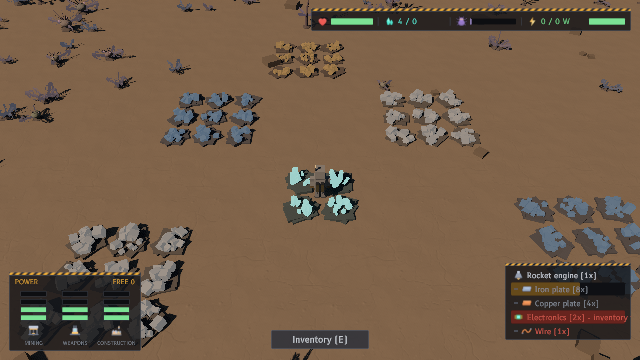 4 / 0
0 / 0 W
POWER
FREE 0
MINING
WEAPONS
CONSTRUCTION
Inventory [E]
Rocket engine [1x]
Iron plate [8x]
Copper plate [4x]
Electronics [2x] - inventory
Wire [1x]